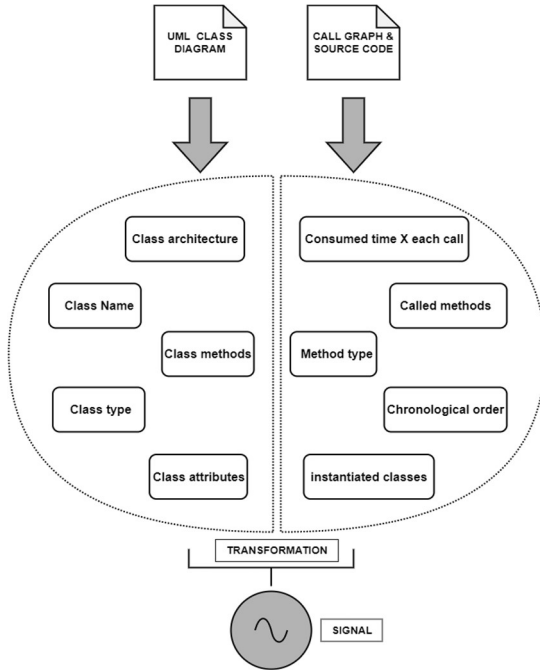 UML CLASS
DIAGRAM
CALL GRAPH &
SOURCE CODE
Class architecture
Class Name
Class methods
Class type
Class attributes
Consumed time X each call
Called methods
Method type
Chronological order
instantiated classes
TRANSFORMATION
SIGNAL